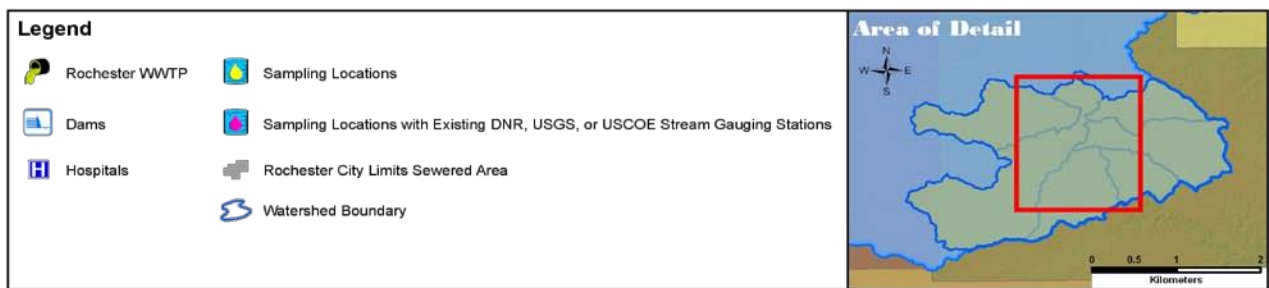 Legend
Rochester WWTP
Sampling Locations
Dams
Sampling Locations with Existing DNR, USGS, or USCOE Stream Gauging Stations
H
Hospitals
Rochester City Limits Sewered Area
Watershed Boundary
Area of Detail
N
W E
S
0 0.5 1 2
Kilometers